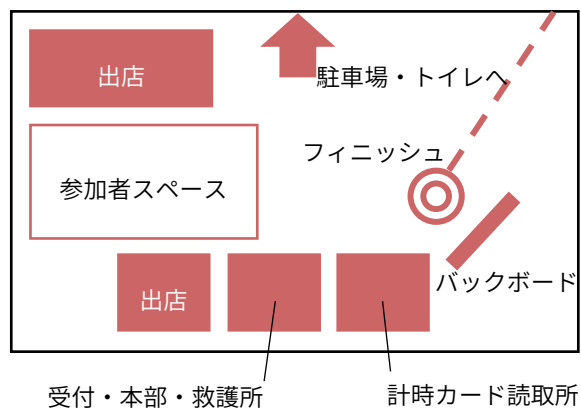 出店
駐車場・トイレへ
フィニッシュ
参加者スペース
バックボード
出店
受付・本部・救護所
計時カード読取所